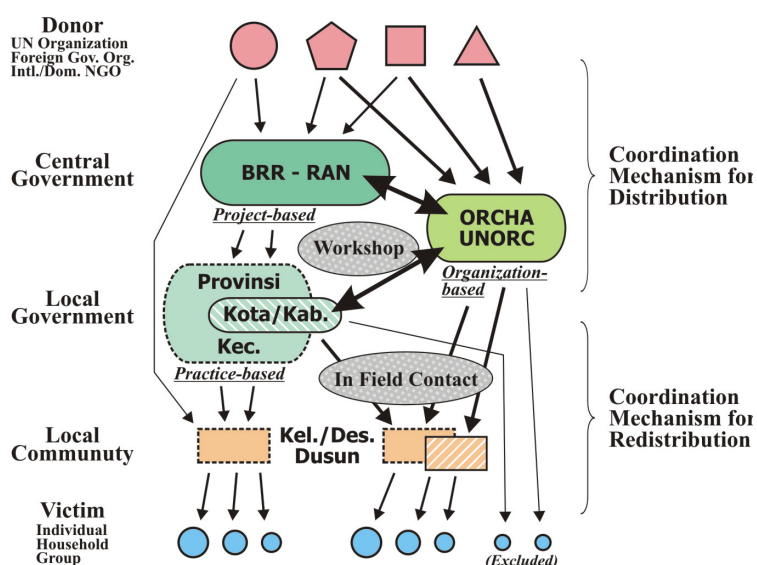 Donor
UN Organization
Foreign Gov. Org.
Intl./Dom. NGO
Central
Government
BRR - RAN
Project-based
ORCHA
UNORC
Organization-
based
Workshop
Coordination
Mechanism for
Distribution
Local
Government
Provinsi
Kota/Kab.
Kec.
Practice-based
In Field Contact
Coordination
Mechanism for
Redistribution
Local
Communuty
Kel./Des.
Dusun
Victim
Individual
Household
Group
(Excluded)